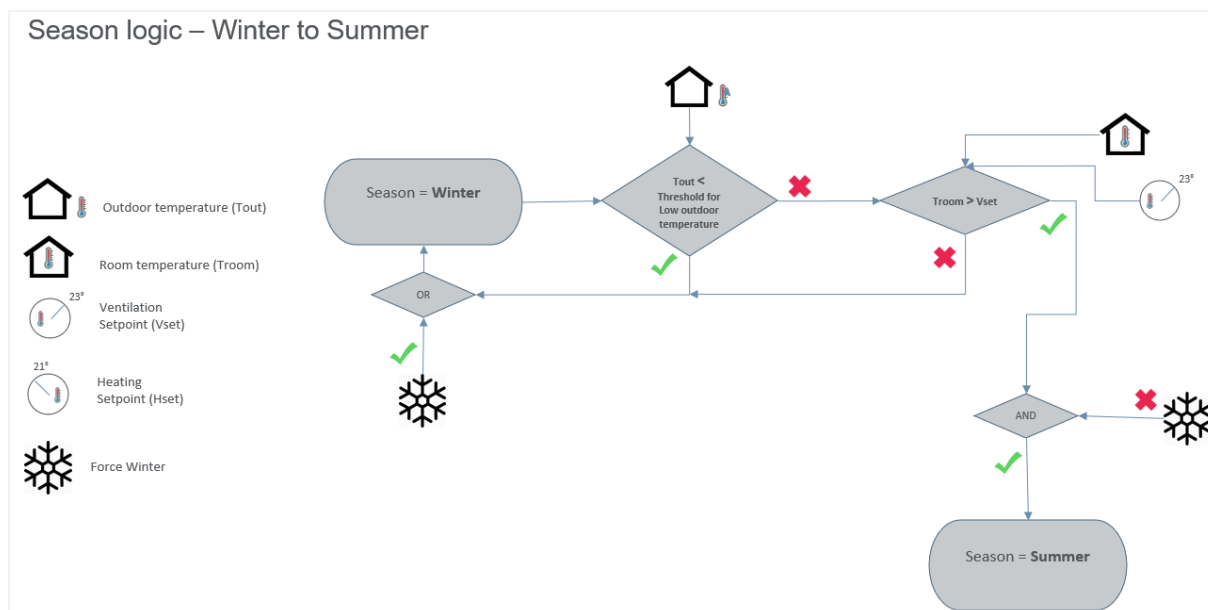 Season logic – Winter to Summer
Outdoor temperature (Tout)
Room temperature (Troom)
23°
Ventilation
Setpoint (Vset)
21°
Heating
Setpoint (Hset)
Force Winter
Season = Winter
Tout <
Threshold for
Low outdoor
temperature
Troom > Vset
23°
OR
AND
Season = Summer